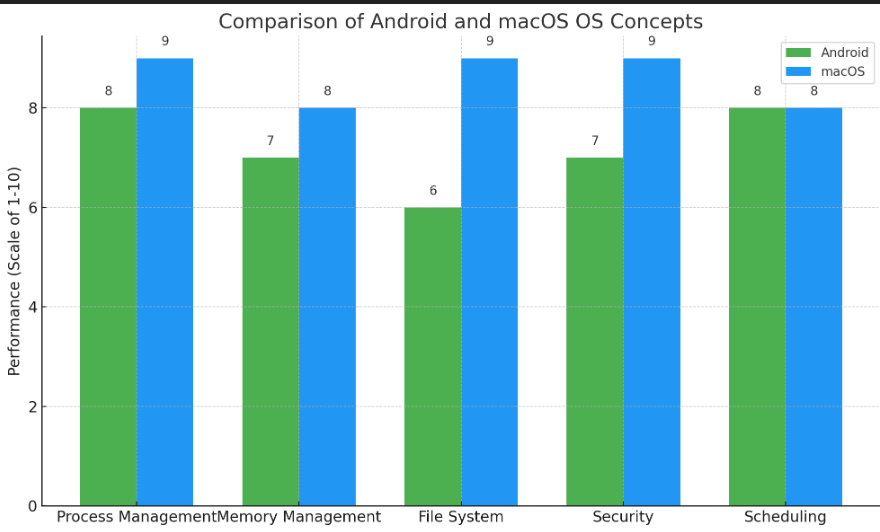 Comparison of Android and macOS OS Concepts
Android
macOS
Performance (Scale of 1-10)
8
6
4
2
0
8
9
7
8
6
9
7
9
8
8
Process Management
Memory Management
File System
Security
Scheduling